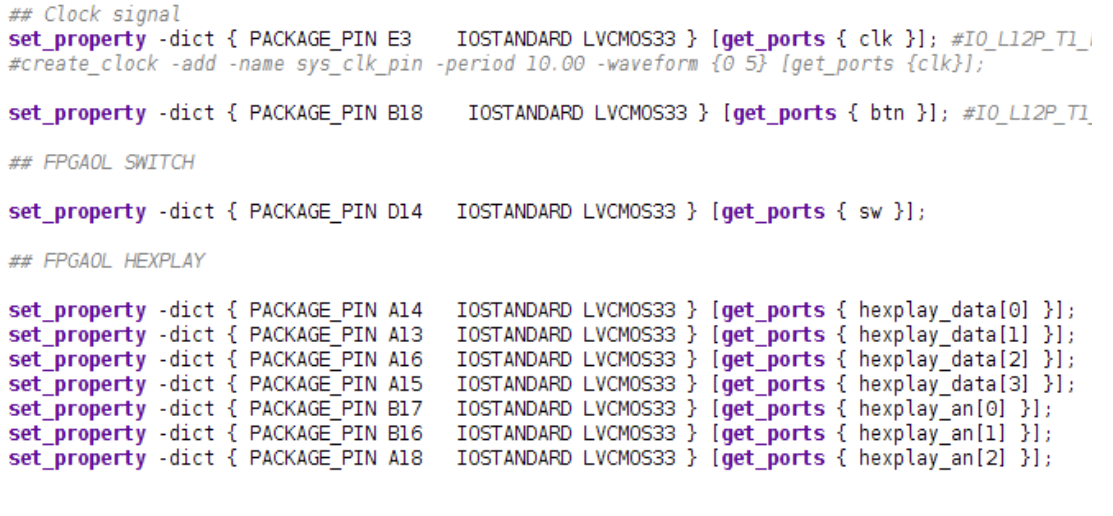 ## Clock signal
set_property -dict { PACKAGE_PIN E3    IOSTANDARD LVCMOS33 } [get_ports { clk }]; #IO_L12P_T1_
#create_clock -add -name sys_clk_pin -period 10.00 -waveform {0 5} [get_ports {clk}];
set_property -dict { PACKAGE_PIN B18    IOSTANDARD LVCMOS33 } [get_ports { btn }]; #IO_L12P_T1_
## FPGAOL SWITCH
set_property -dict { PACKAGE_PIN D14   IOSTANDARD LVCMOS33 } [get_ports { sw }];
## FPGAOL HEXPLAY
set_property -dict { PACKAGE_PIN A14   IOSTANDARD LVCMOS33 } [get_ports { hexplay_data[0] }];
set_property -dict { PACKAGE_PIN A13   IOSTANDARD LVCMOS33 } [get_ports { hexplay_data[1] }];
set_property -dict { PACKAGE_PIN A16   IOSTANDARD LVCMOS33 } [get_ports { hexplay_data[2] }];
set_property -dict { PACKAGE_PIN A15   IOSTANDARD LVCMOS33 } [get_ports { hexplay_data[3] }];
set_property -dict { PACKAGE_PIN B17   IOSTANDARD LVCMOS33 } [get_ports { hexplay_an[0] }];
set_property -dict { PACKAGE_PIN B16   IOSTANDARD LVCMOS33 } [get_ports { hexplay_an[1] }];
set_property -dict { PACKAGE_PIN A18   IOSTANDARD LVCMOS33 } [get_ports { hexplay_an[2] }];